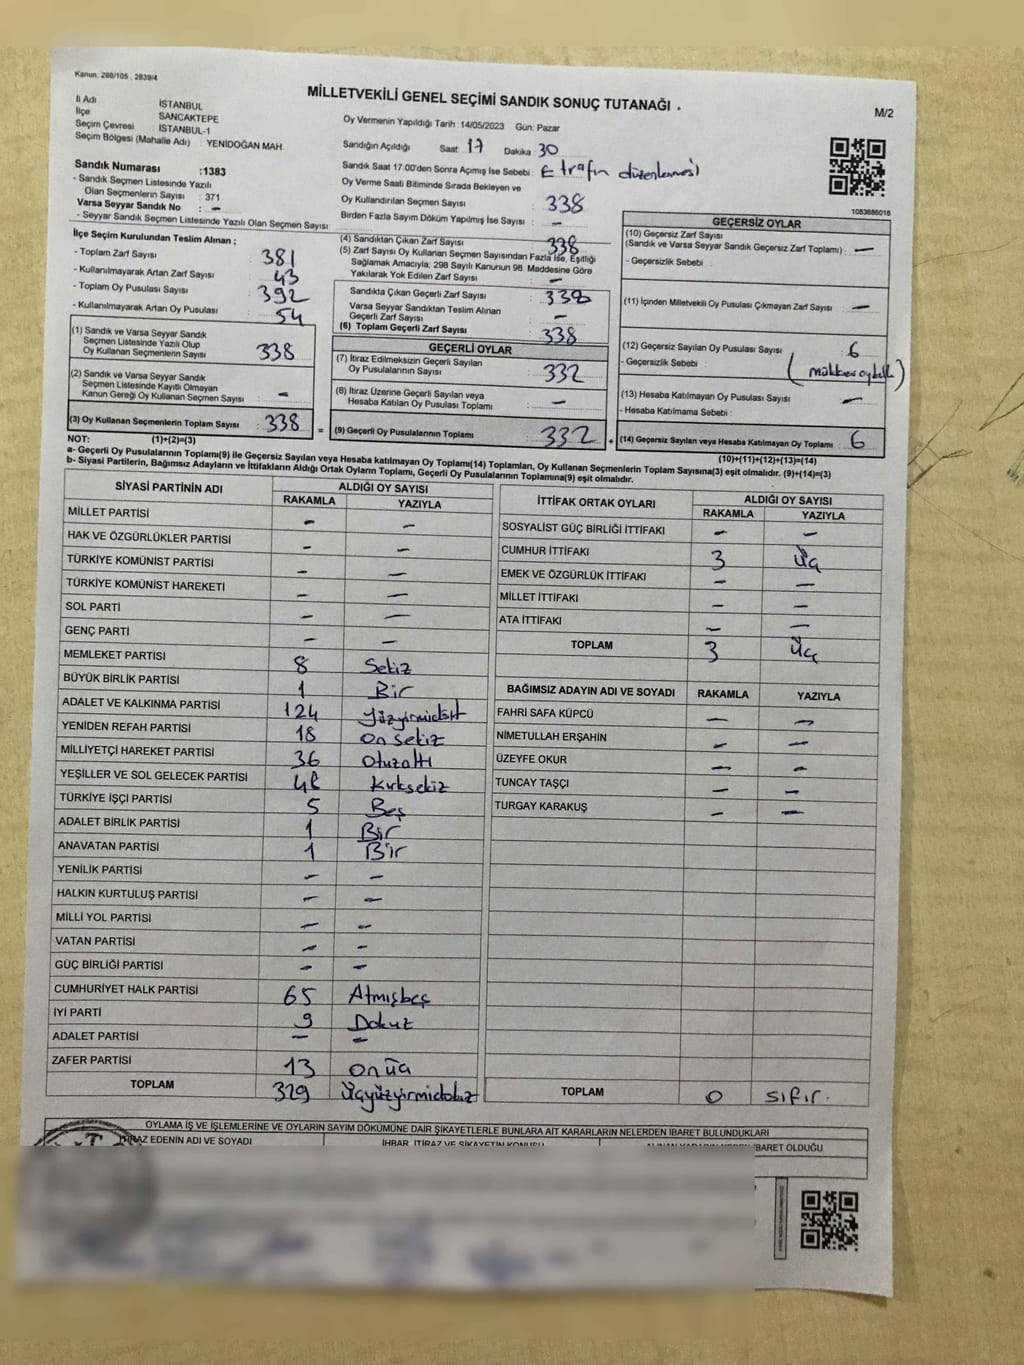 Kanun, 298/105 , 2839/4
MİLLETVEKİLİ GENEL SEÇİMİ SANDIK SONUÇ TUTANAĞI .
M/2
İl Adı İSTANBUL
İlçe SANCAKTEPE
Seçim Çevresi : İSTANBUL-1
Seçim Bölgesi (Mahalle Adı) : YENİDOĞAN MAH.
Sandık Numarası :1383
- Sandık Seçmen Listesinde Yazılı
Olan Seçmenlerin Sayısı : 371
Varsa Seyyar Sandık No : -
- Seyyar Sandık Seçmen Listesinde Yazılı Olan Seçmen Sayısı
Oy Vermenin Yapıldığı Tarih :14/05/2023 Gün: Pazar
Sandığın Açıldığı Saat: 17 Dakika: 30
Sandık Saat 17.00'den Sonra Açımış İse Sebebi : Etrafın düzenlenmesi
Oy Verme Saati Bitiminde Sırada Bekleyen ve
Oy Kullandırılan Seçmen Sayısı : 338
Birden Fazla Sayım Döküm Yapılmış İse Sayısı : -
1083686018
İlçe Seçim Kurulundan Teslim Alınan ;
- Toplam Zarf Sayısı : 381
- Kullanılmayarak Artan Zarf Sayısı : 43
- Toplam Oy Pusulası Sayısı : 392
- Kullanılmayarak Artan Oy Pusulası : 54
(1) Sandık ve Varsa Seyyar Sandık
Seçmen Listesinde Yazılı Olup
Oy Kullanan Seçmenlerin Sayısı : 338
(2) Sandık ve Varsa Seyyar Sandık
Seçmen Listesinde Kayıtlı Olmayan
Kanun Gereği Oy Kullanan Seçmen Sayısı : -
(3) Oy Kullanan Seçmenlerin Toplam Sayısı : 338
(4) Sandıktan Çıkan Zarf Sayısı : 338
(5) Zarf Sayısı Oy Kullanan Seçmen Sayısından Fazla İse, Eşitliği
Sağlamak Amacıyla; 298 Sayılı Kanunun 98. Maddesine Göre
Yakılarak Yok Edilen Zarf Sayısı : -
Sandıkta Çıkan Geçerli Zarf Sayısı : 338
Varsa Seyyar Sandıktan Teslim Alınan
Geçerli Zarf Sayısı : -
(6) Toplam Geçerli Zarf Sayısı : 338
GEÇERLİ OYLAR
(7) İtiraz Edilmeksizin Geçerli Sayılan
Oy Pusulalarının Sayısı : 332
(8) İtiraz Üzerine Geçerli Sayılan veya
Hesaba Katılan Oy Pusulası Toplamı : -
= (9) Geçerli Oy Pusulalarının Toplamı : 332
GEÇERSİZ OYLAR
(10) Geçersiz Zarf Sayısı
(Sandık ve Varsa Seyyar Sandık Geçersiz Zarf Toplamı) : -
- Geçersizlik Sebebi :
(11) İçinden Milletvekili Oy Pusulası Çıkmayan Zarf Sayısı : -
(12) Geçersiz Sayılan Oy Pusulası Sayısı : 6
- Geçersizlik Sebebi :
(13) Hesaba Katılmayan Oy Pusulası Sayısı : -
- Hesaba Katılmama Sebebi :
+ (14) Geçersiz Sayılan veya Hesaba Katılmayan Oy Toplamı : 6
NOT: (1)+(2)=(3)
(10)+(11)+(12)+(13)=(14)
a- Geçerli Oy Pusulalarının Toplamı(9) ile Geçersiz Sayılan veya Hesaba katılmayan Oy Toplamı(14) Toplamları, Oy Kullanan Seçmenlerin Toplam Sayısına(3) eşit olmalıdır. (9)+(14)=(3)
b- Siyasi Partilerin, Bağımsız Adayların ve İttifakların Aldığı Ortak Oyların Toplamı, Geçerli Oy Pusulasının Toplamına(9) eşit olmalıdır.
SİYASİ PARTİNİN ADI ALDIĞI OY SAYISI
RAKAMLA YAZIYLA
MİLLET PARTİSİ - -
HAK VE ÖZGÜRLÜKLER PARTİSİ - -
TÜRKİYE KOMÜNİST PARTİSİ - -
TÜRKİYE KOMÜNİST HAREKETİ - -
SOL PARTİ - -
GENÇ PARTİ - -
MEMLEKET PARTİSİ 8 Sekiz
BÜYÜK BİRLİK PARTİSİ 1 Bir
ADALET VE KALKINMA PARTİSİ 124 Yüzyirmidört
YENİDEN REFAH PARTİSİ 18 on sekiz
MİLLİYETÇİ HAREKET PARTİSİ 36 otuzaltı
YEŞİLLER VE SOL GELECEK PARTİSİ 48 Kırksekiz
TÜRKİYE İŞÇİ PARTİSİ 5 Beş
ADALET BİRLİK PARTİSİ 1 Bir
ANAVATAN PARTİSİ 1 Bir
YENİLİK PARTİSİ - -
HALKIN KURTULUŞ PARTİSİ - -
MİLLİ YOL PARTİSİ - -
VATAN PARTİSİ - -
GÜÇ BİRLİĞİ PARTİSİ - -
CUMHURİYET HALK PARTİSİ 65 Atmışbeş
İYİ PARTİ 9 Dokuz
ADALET PARTİSİ - -
ZAFER PARTİSİ 13 onüç
TOPLAM 329 Üçyüzyirmidokuz
İTTİFAK ORTAK OYLARI ALDIĞI OY SAYISI
RAKAMLA YAZIYLA
SOSYALİST GÜÇ BİRLİĞİ İTTİFAKI - -
CUMHUR İTTİFAKI 3 Üç
EMEK VE ÖZGÜRLÜK İTTİFAKI - -
MİLLET İTTİFAKI - -
ATA İTTİFAKI - -
TOPLAM 3 Üç
BAĞIMSIZ ADAYIN ADI VE SOYADI RAKAMLA YAZIYLA
FAHRİ SAFA KÜPCÜ - -
NİMETULLAH ERŞAHİN - -
ÜZEYFE OKUR - -
TUNCAY TAŞÇI - -
TURGAY KARAKUŞ - -
TOPLAM 0 sıfır.
OYLAMA İŞ VE İŞLEMLERİNE VE OYLARIN SAYIM DÖKÜMÜNE DAİR ŞİKAYETLERLE BUNLARA AİT KARARLARIN NELERDEN İBARET BULUNDUKLARI
İTİRAZ EDENİN ADI VE SOYADI İHBAR, İTİRAZ VE ŞİKAYETİN KONUSU İBARET OLDUĞU